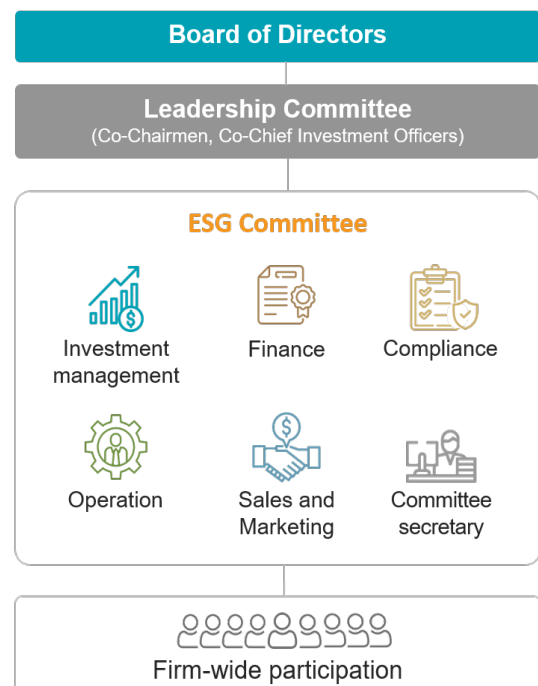 Board of Directors
Leadership Committee
(Co-Chairmen, Co-Chief Investment Officers)
ESG Committee
Investment
management
Finance
Compliance
Operation
Sales and
Marketing
Committee
secretary
Firm-wide participation